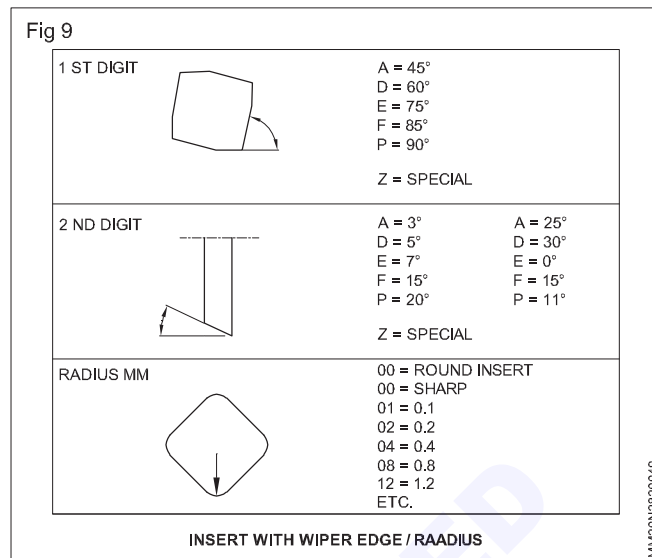 Fig 9
1 ST DIGIT
A = 45°
D = 60°
E = 75°
F = 85°
P = 90°
Z = SPECIAL
2 ND DIGIT
A = 3° A = 25°
D = 5° D = 30°
E = 7° E = 0°
F = 15° F = 15°
P = 20° P = 11°
Z = SPECIAL
RADIUS MM
00 = ROUND INSERT
00 = SHARP
01 = 0.1
02 = 0.2
04 = 0.4
08 = 0.8
12 = 1.2
ETC.
INSERT WITH WIPER EDGE / RAADIUS